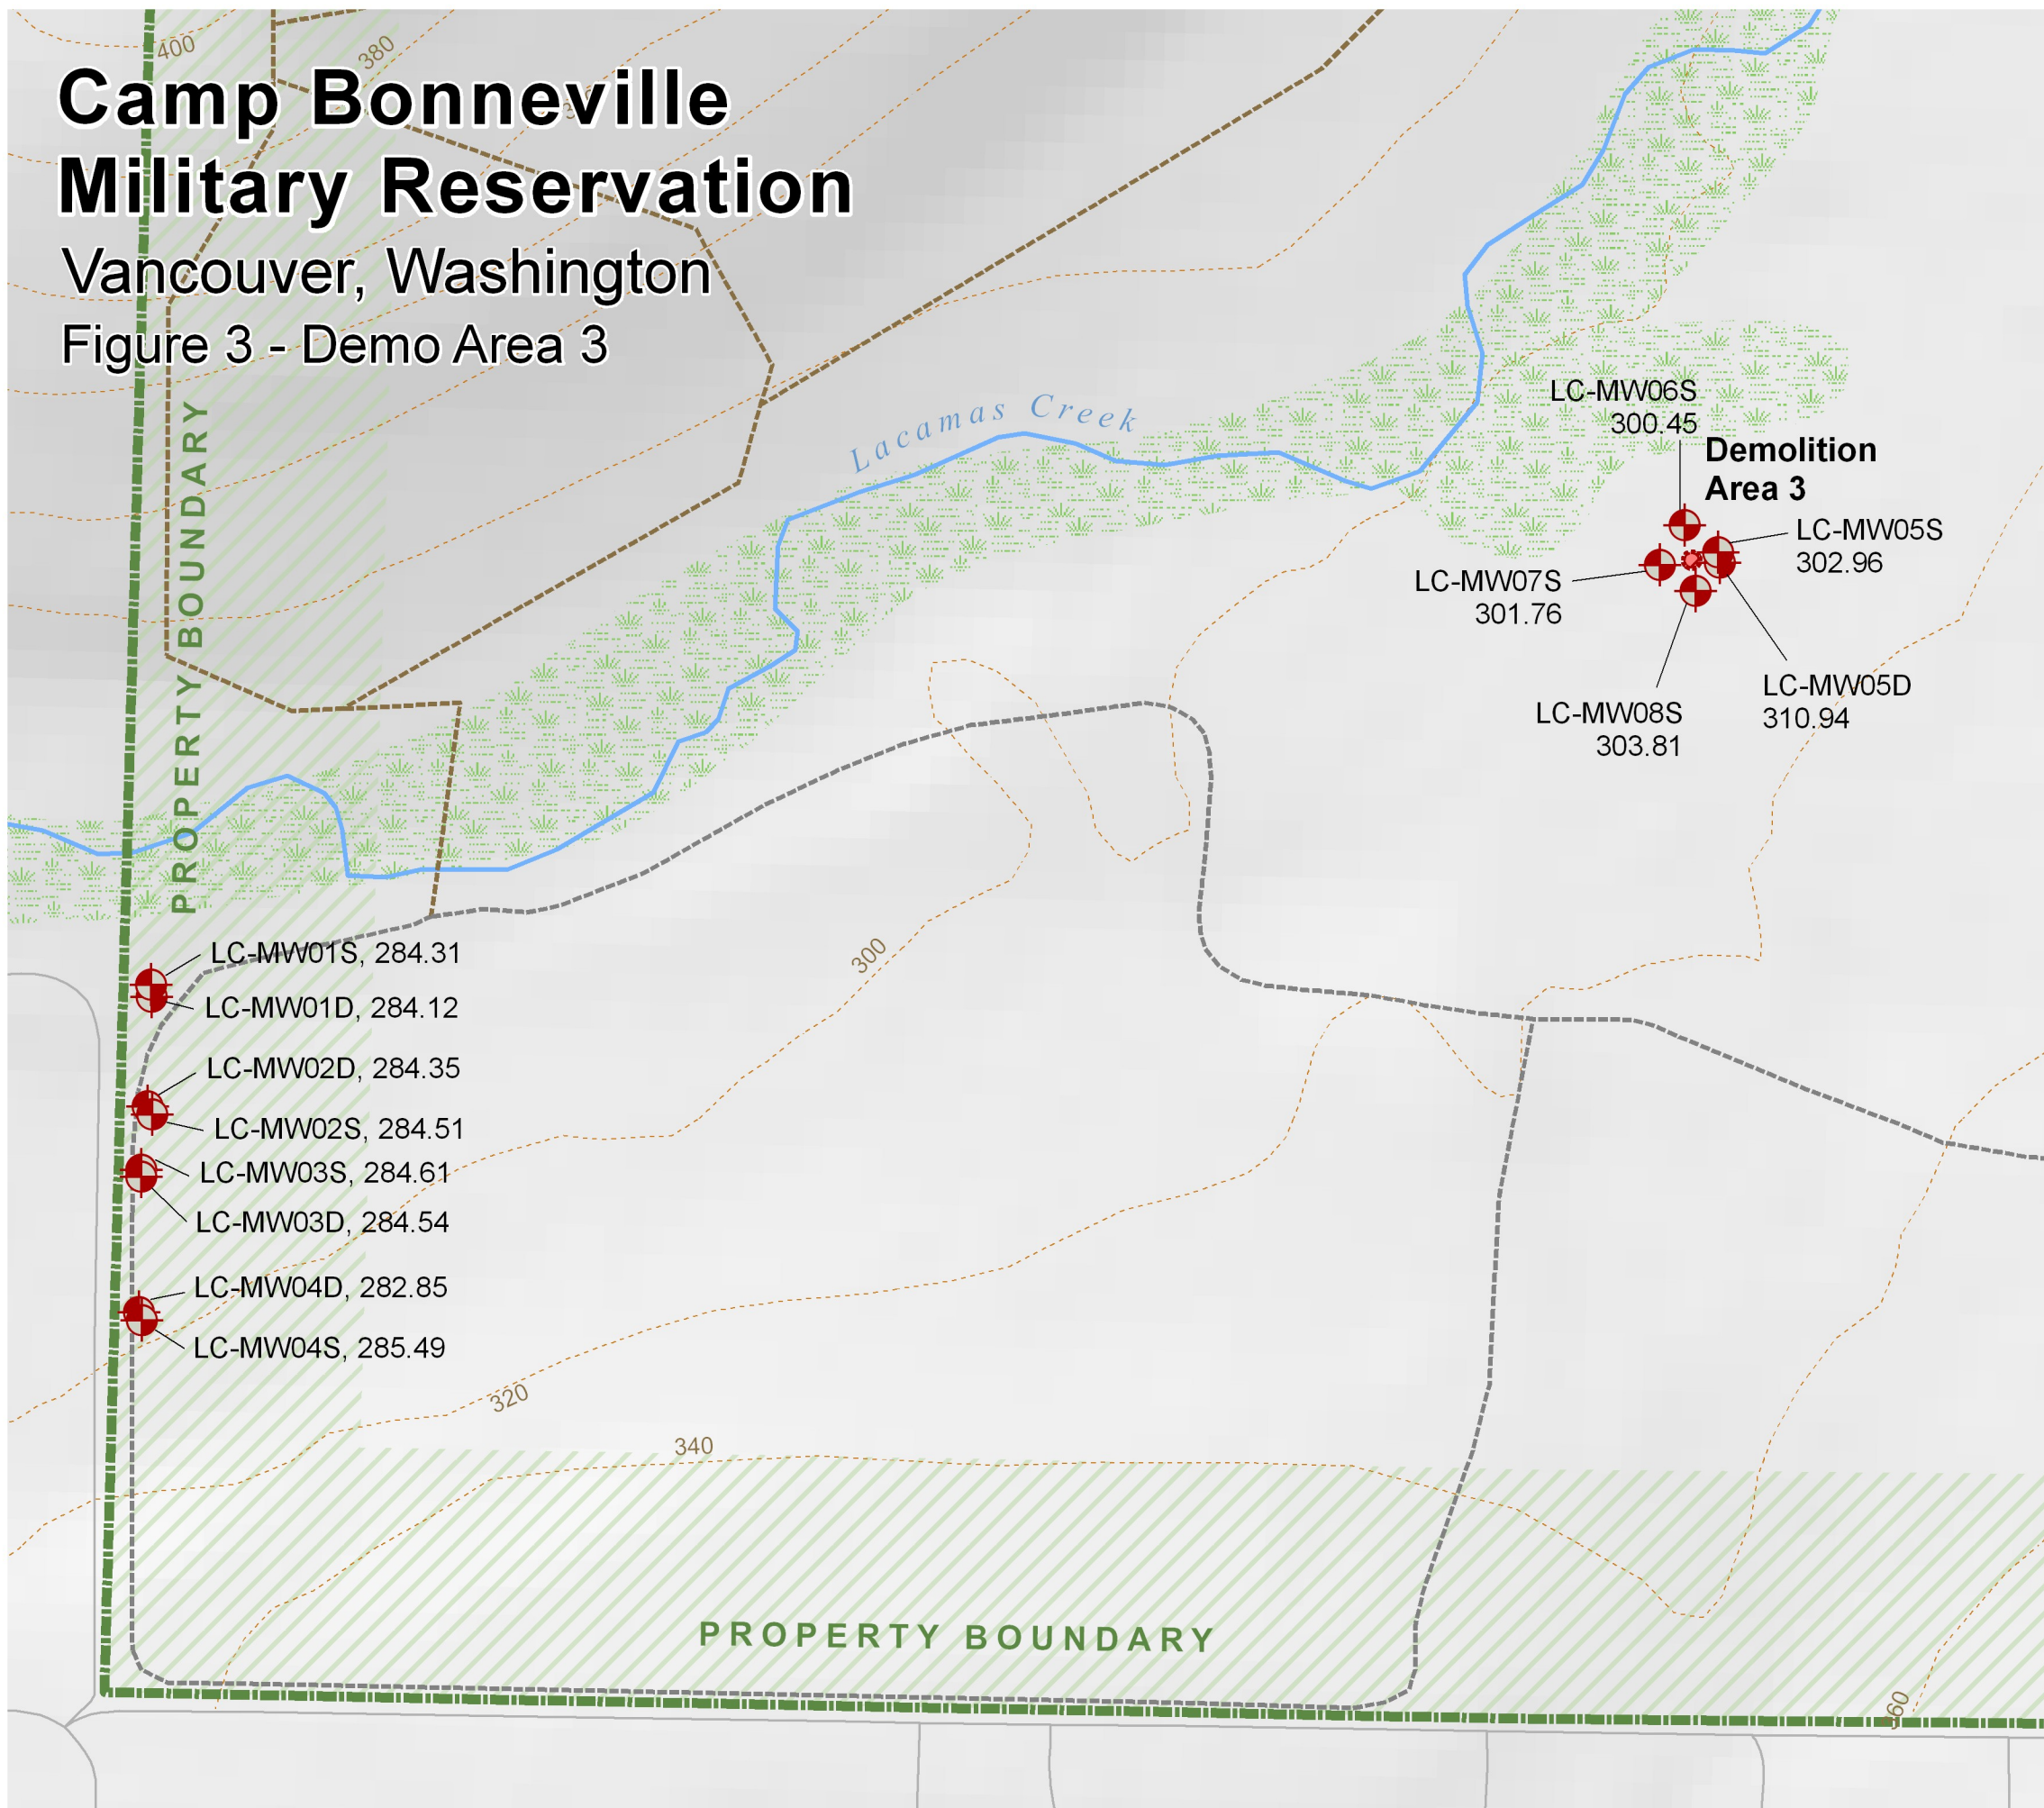 400
380
Camp Bonneville
Military Reservation
Vancouver, Washington
Figure 3 - Demo Area 3
PROPERTY BOUNDARY
Lacamas Creek
LC-MW06S
300.45
Demolition
Area 3
LC-MW05S
302.96
LC-MW07S
301.76
LC-MW05D
310.94
LC-MW08S
303.81
LC-MW01S, 284.31
LC-MW01D, 284.12
LC-MW02D, 284.35
LC-MW02S, 284.51
LC-MW03S, 284.61
LC-MW03D, 284.54
LC-MW04D, 282.85
LC-MW04S, 285.49
300
320
340
PROPERTY BOUNDARY